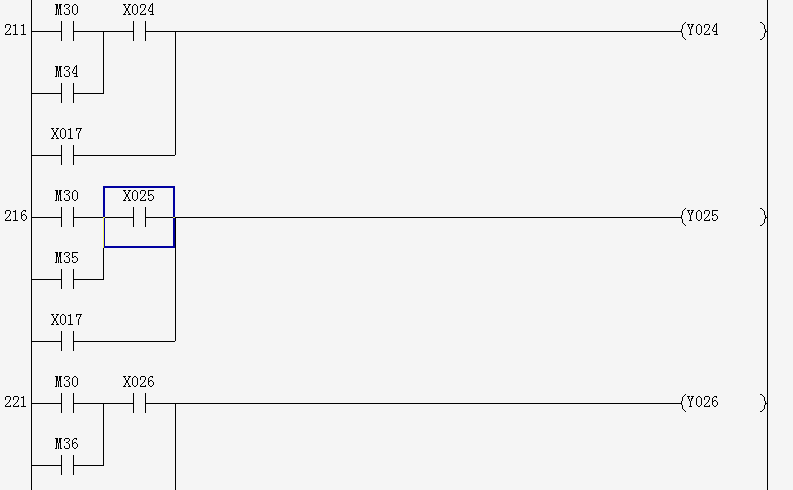 M30 X024
211 (Y024 )
M34
X017
M30 X025
216 (Y025 )
M35
X017
M30 X026
221 (Y026 )
M36